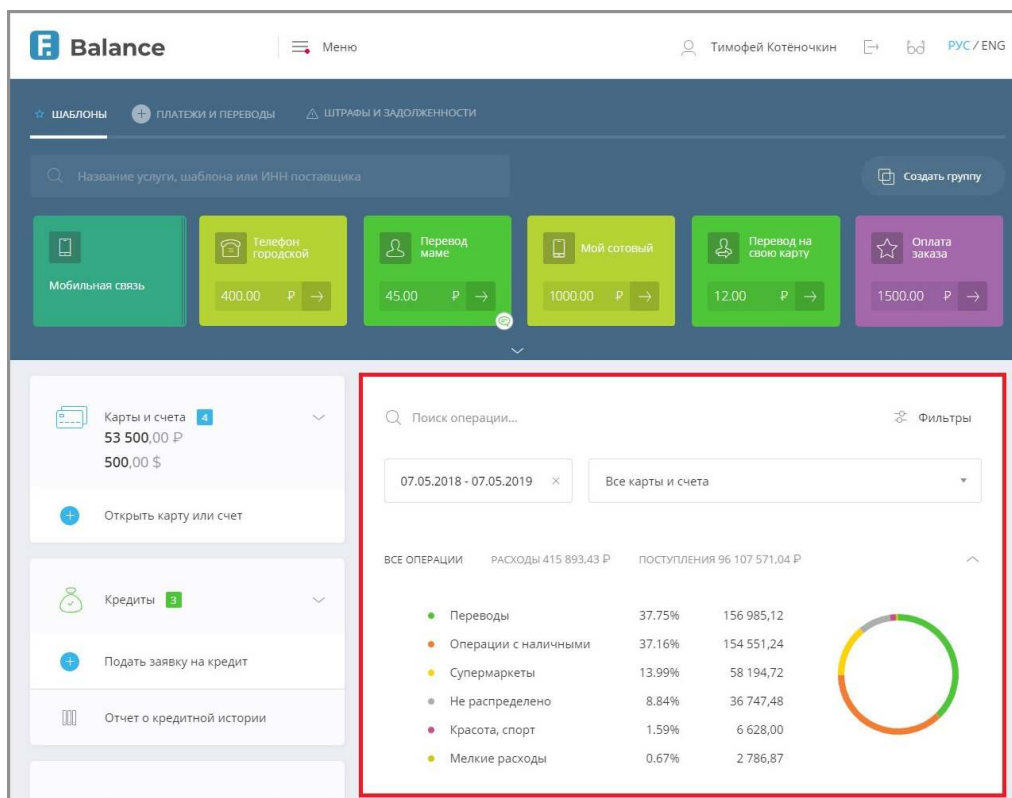 F. Balance
Меню
Тимофей Котёночкин
РУС / ENG
ШАБЛОНЫ
ПЛАТЕЖИ И ПЕРЕВОДЫ
ШТРАФЫ И ЗАДОЛЖЕННОСТИ
Название услуги, шаблона или ИНН поставщика
Создать группу
Мобильная связь
Телефон
городской
400.00 ₽ →
Перевод
маме
45.00 ₽ →
Мой сотовый
1000.00 ₽ →
Перевод на
свою карту
12.00 ₽ →
Оплата
заказа
1500.00 ₽ →
Карты и счета 4
53 500,00 ₽
500,00 $
Открыть карту или счет
Кредиты 3
Подать заявку на кредит
Отчет о кредитной истории
Поиск операции...
Фильтры
07.05.2018 - 07.05.2019 ×
Все карты и счета
ВСЕ ОПЕРАЦИИ РАСХОДЫ 415 893,43 ₽ ПОСТУПЛЕНИЯ 96 107 571,04 ₽
Переводы 37.75% 156 985,12
Операции с наличными 37.16% 154 551,24
Супермаркеты 13.99% 58 194,72
Не распределено 8.84% 36 747,48
Красота, спорт 1.59% 6 628,00
Мелкие расходы 0.67% 2 786,87